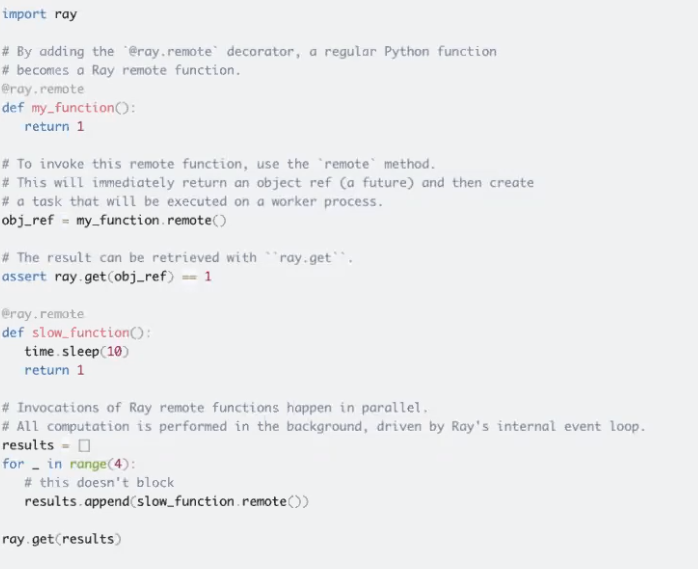 import ray
# By adding the `@ray.remote` decorator, a regular Python function
# becomes a Ray remote function.
@ray.remote
def my_function():
   return 1
# To invoke this remote function, use the `remote` method.
# This will immediately return an object ref (a future) and then create
# a task that will be executed on a worker process.
obj_ref = my_function.remote()
# The result can be retrieved with ``ray.get``.
assert ray.get(obj_ref) == 1
@ray.remote
def slow_function():
   time.sleep(10)
   return 1
# Invocations of Ray remote functions happen in parallel.
# All computation is performed in the background, driven by Ray's internal event loop.
results = []
for _ in range(4):
   # this doesn't block
   results.append(slow_function.remote())
ray.get(results)